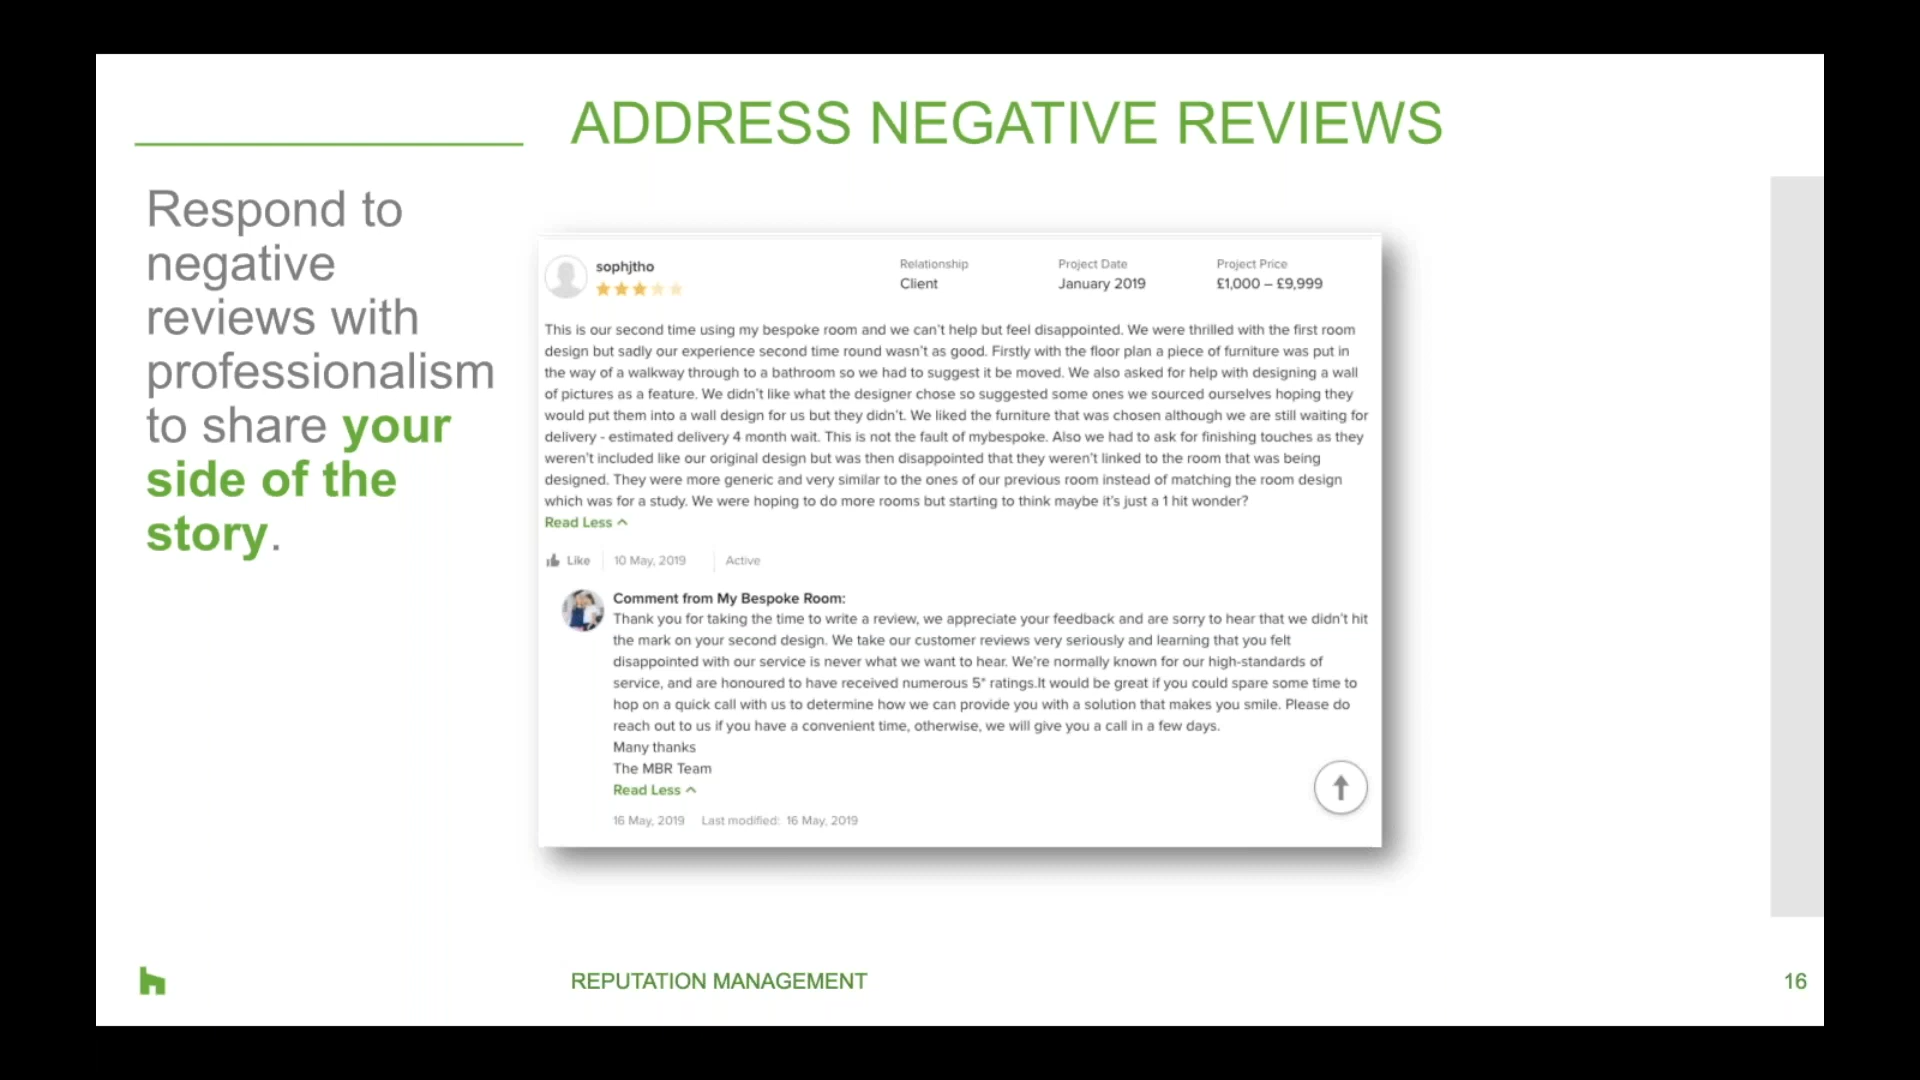 ADDRESS NEGATIVE REVIEWS
Respond to
negative
reviews with
professionalism
to share your
side of the
story.
sophjtho
Relationship
Client
Project Date
January 2019
Project Price
£1,000 – £9,999
This is our second time using my bespoke room and we can't help but feel disappointed. We were thrilled with the first room
design but sadly our experience second time round wasn't as good. Firstly with the floor plan a piece of furniture was put in
the way of a walkway through to a bathroom so we had to suggest it be moved. We also asked for help with designing a wall
of pictures as a feature. We didn't like what the designer chose so suggested some ones we sourced ourselves hoping they
would put them into a wall design for us but they didn't. We liked the furniture that was chosen although we are still waiting for
delivery - estimated delivery 4 month wait. This is not the fault of mybespoke. Also we had to ask for finishing touches as they
weren't included like our original design but was then disappointed that they weren't linked to the room that was being
designed. They were more generic and very similar to the ones of our previous room instead of matching the room design
which was for a study. We were hoping to do more rooms but starting to think maybe it's just a 1 hit wonder?
Read Less
Like 10 May, 2019 Active
Comment from My Bespoke Room:
Thank you for taking the time to write a review, we appreciate your feedback and are sorry to hear that we didn't hit
the mark on your second design. We take our customer reviews very seriously and learning that you felt
disappointed with our service is never what we want to hear. We're normally known for our high-standards of
service, and are honoured to have received numerous 5* ratings.It would be great if you could spare some time to
hop on a quick call with us to determine how we can provide you with a solution that makes you smile. Please do
reach out to us if you have a convenient time, otherwise, we will give you a call in a few days.
Many thanks
The MBR Team
Read Less
16 May, 2019 Last modified: 16 May, 2019
REPUTATION MANAGEMENT
16